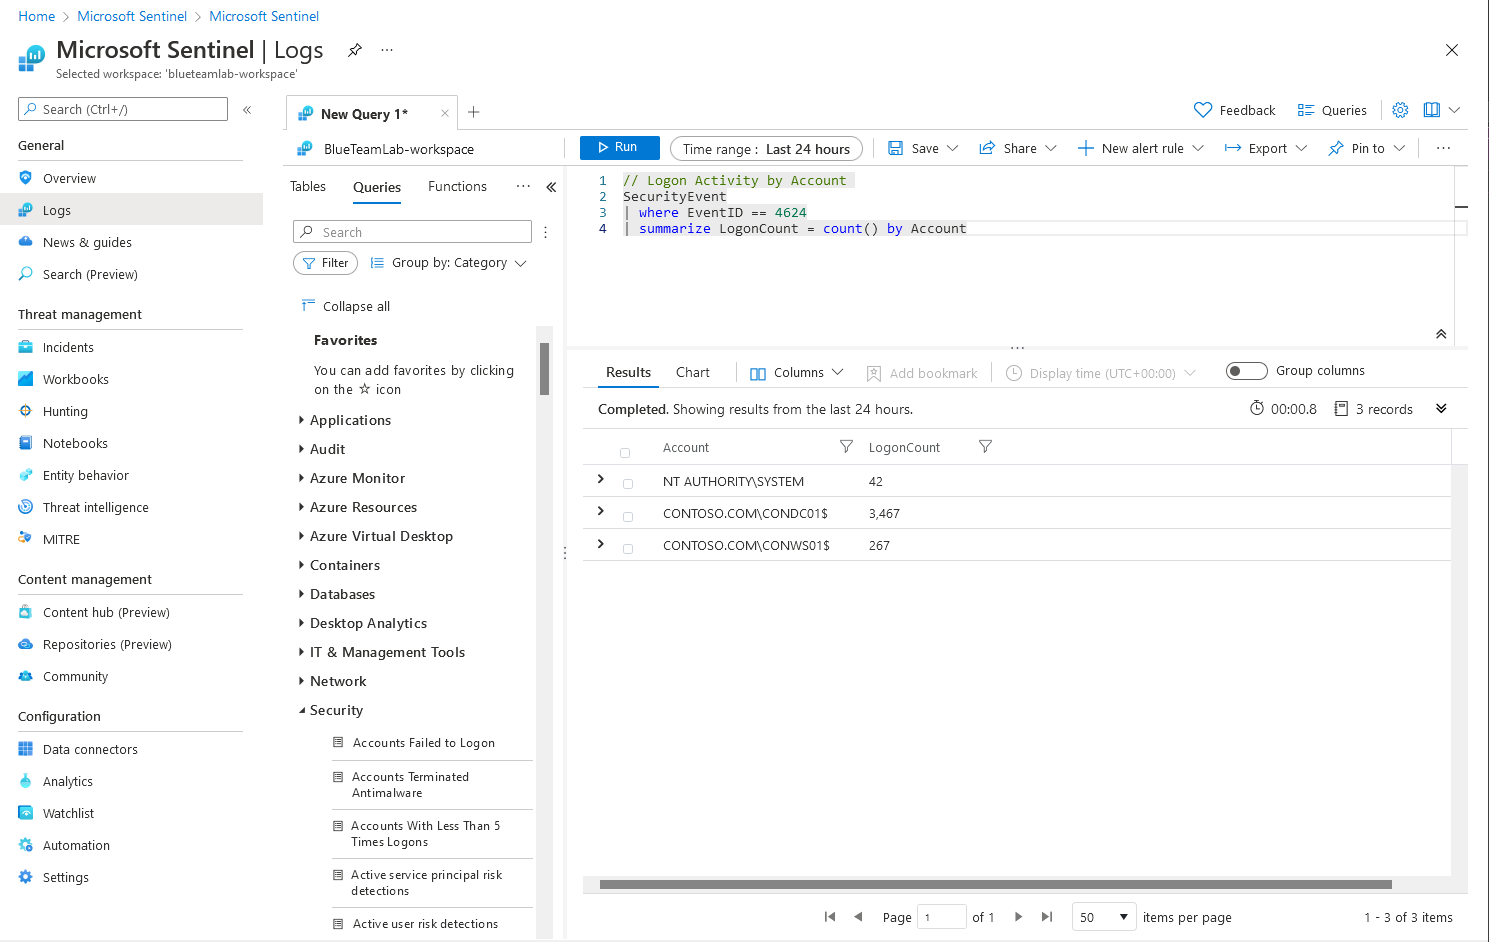 Home > Microsoft Sentinel > Microsoft Sentinel
Microsoft Sentinel | Logs ...
Selected workspace: 'blueteamlab-workspace'
Search (Ctrl+/)
General
Overview
Logs
News & guides
Search (Preview)
Threat management
Incidents
Workbooks
Hunting
Notebooks
Entity behavior
Threat intelligence
MITRE
Content management
Content hub (Preview)
Repositories (Preview)
Community
Configuration
Data connectors
Analytics
Watchlist
Automation
Settings
New Query 1*
Feedback Queries
BlueTeamLab-workspace
Run Time range : Last 24 hours Save Share New alert rule Export Pin to ...
Tables Queries Functions ...
Search
Filter Group by: Category
Collapse all
Favorites
You can add favorites by clicking
on the ☆ icon
Applications
Audit
Azure Monitor
Azure Resources
Azure Virtual Desktop
Containers
Databases
Desktop Analytics
IT & Management Tools
Network
Security
Accounts Failed to Logon
Accounts Terminated
Antimalware
Accounts With Less Than 5
Times Logons
Active service principal risk
detections
Active user risk detections
1 // Logon Activity by Account
2 SecurityEvent
3 | where EventID == 4624
4 | summarize LogonCount = count() by Account
Results Chart Columns Add bookmark Display time (UTC+00:00) Group columns
Completed. Showing results from the last 24 hours. 00:00.8 3 records
Account LogonCount
NT AUTHORITY\SYSTEM 42
CONTOSO.COM\CONDC01$ 3,467
CONTOSO.COM\CONWS01$ 267
Page 1 of 1 50 items per page 1 - 3 of 3 items